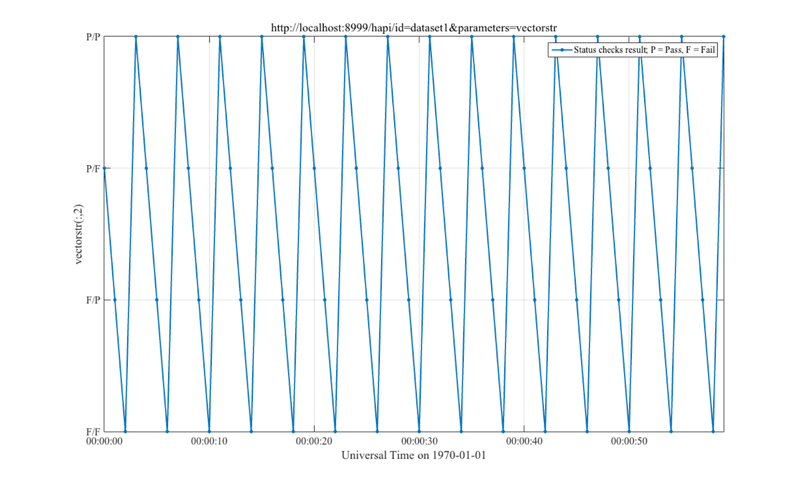 http://localhost:8999/hapi/id=dataset1&parameters=vectorstr
P/P
Status checks result; P = Pass, F = Fail
P/F
vectorstr(:,2)
F/P
F/F
00:00:00 00:00:10 00:00:20 00:00:30 00:00:40 00:00:50
Universal Time on 1970-01-01